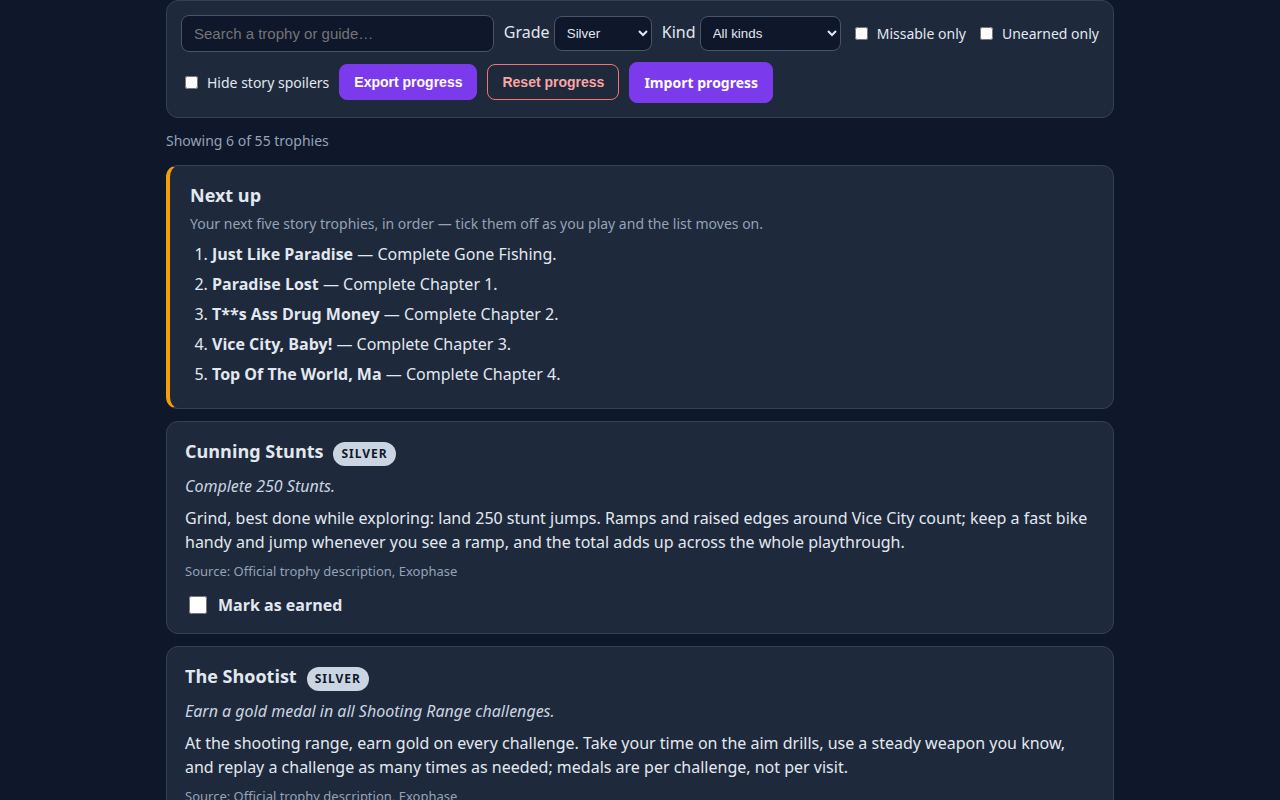 Search a trophy or guide…
Grade Silver Kind All kinds Missable only Unearned only
Hide story spoilers Export progress Reset progress Import progress
Showing 6 of 55 trophies
Next up
Your next five story trophies, in order — tick them off as you play and the list moves on.
1. Just Like Paradise — Complete Gone Fishing.
2. Paradise Lost — Complete Chapter 1.
3. T**s Ass Drug Money — Complete Chapter 2.
4. Vice City, Baby! — Complete Chapter 3.
5. Top Of The World, Ma — Complete Chapter 4.
Cunning Stunts SILVER
Complete 250 Stunts.
Grind, best done while exploring: land 250 stunt jumps. Ramps and raised edges around Vice City count; keep a fast bike
handy and jump whenever you see a ramp, and the total adds up across the whole playthrough.
Source: Official trophy description, Exophase
Mark as earned
The Shootist SILVER
Earn a gold medal in all Shooting Range challenges.
At the shooting range, earn gold on every challenge. Take your time on the aim drills, use a steady weapon you know,
and replay a challenge as many times as needed; medals are per challenge, not per visit.
Source: Official trophy description, Exophase